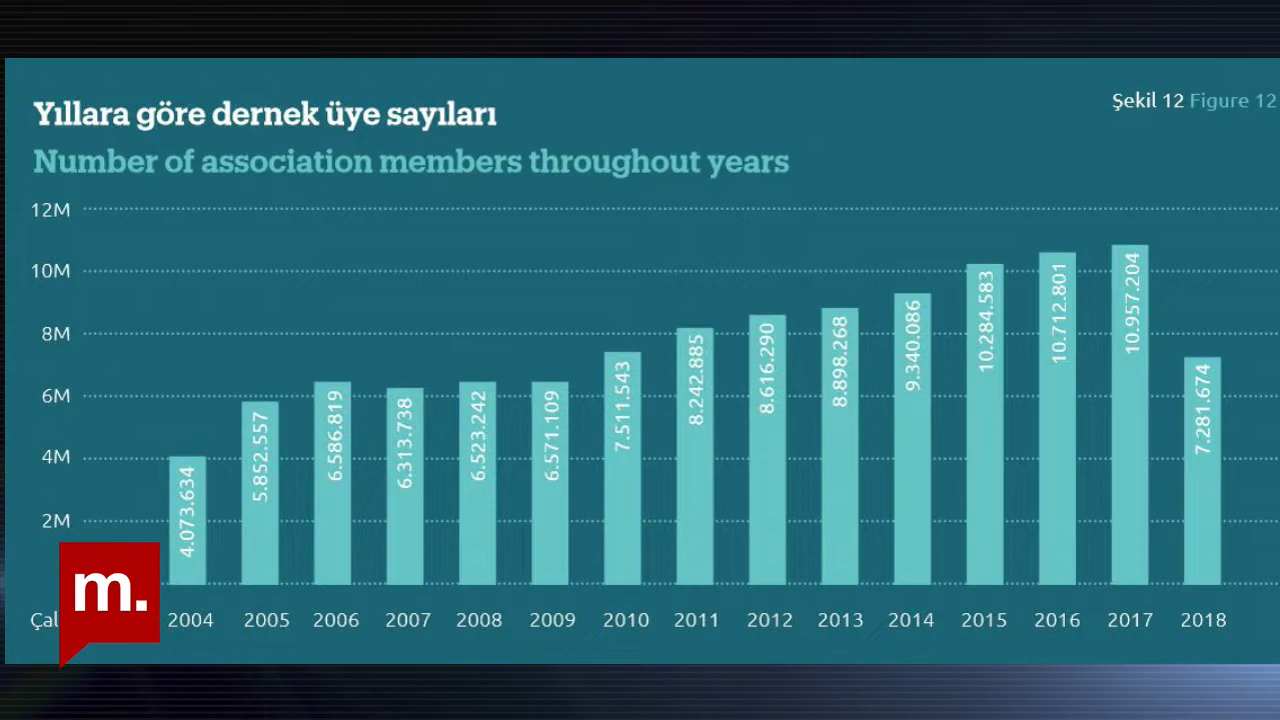 Yıllara göre dernek üye sayıları
Şekil 12 Figure 12
Number of association members throughout years
12M
10M
8M
6M
4M
2M
4.073.634
5.852.557
6.586.819
6.313.738
6.523.242
6.571.109
7.511.543
8.242.885
8.616.290
8.898.268
9.340.086
10.284.583
10.712.801
10.957.204
7.281.674
m.
2004 2005 2006 2007 2008 2009 2010 2011 2012 2013 2014 2015 2016 2017 2018